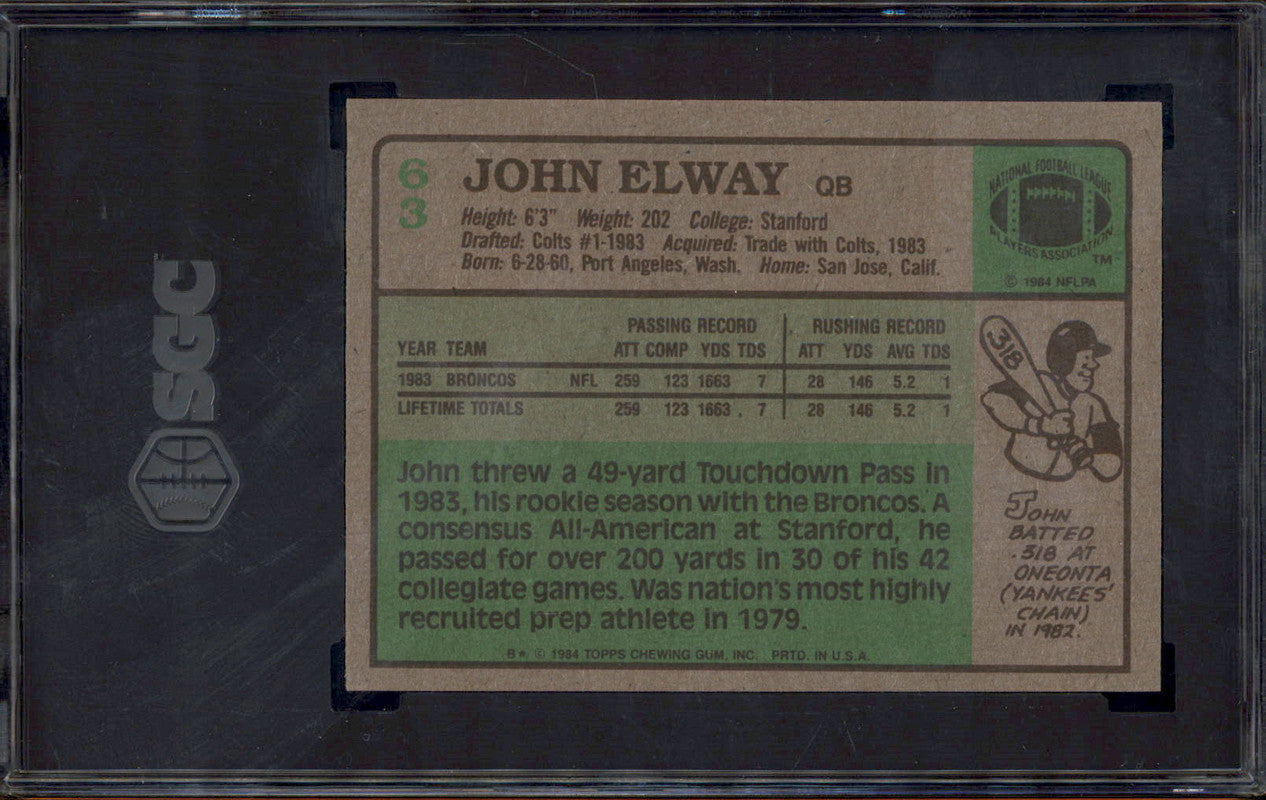 SGC
63
JOHN ELWAY QB
Height: 6'3" Weight: 202 College: Stanford
Drafted: Colts #1-1983 Acquired: Trade with Colts, 1983
Born: 6-28-60, Port Angeles, Wash. Home: San Jose, Calif.
NATIONAL FOOTBALL LEAGUE
PLAYERS ASSOCIATION
TM
© 1984 NFLPA
PASSING RECORD RUSHING RECORD
YEAR TEAM ATT COMP YDS TDS ATT YDS AVG TDS
1983 BRONCOS NFL 259 123 1663 7 28 146 5.2 1
LIFETIME TOTALS 259 123 1663 7 28 146 5.2 1
John threw a 49-yard Touchdown Pass in
1983, his rookie season with the Broncos. A
consensus All-American at Stanford, he
passed for over 200 yards in 30 of his 42
collegiate games. Was nation's most highly
recruited prep athlete in 1979.
318
JOHN
BATTED
.318 AT
ONEONTA
(YANKEES'
CHAIN)
IN 1982.
B* © 1984 TOPPS CHEWING GUM, INC. PRTD. IN U.S.A.